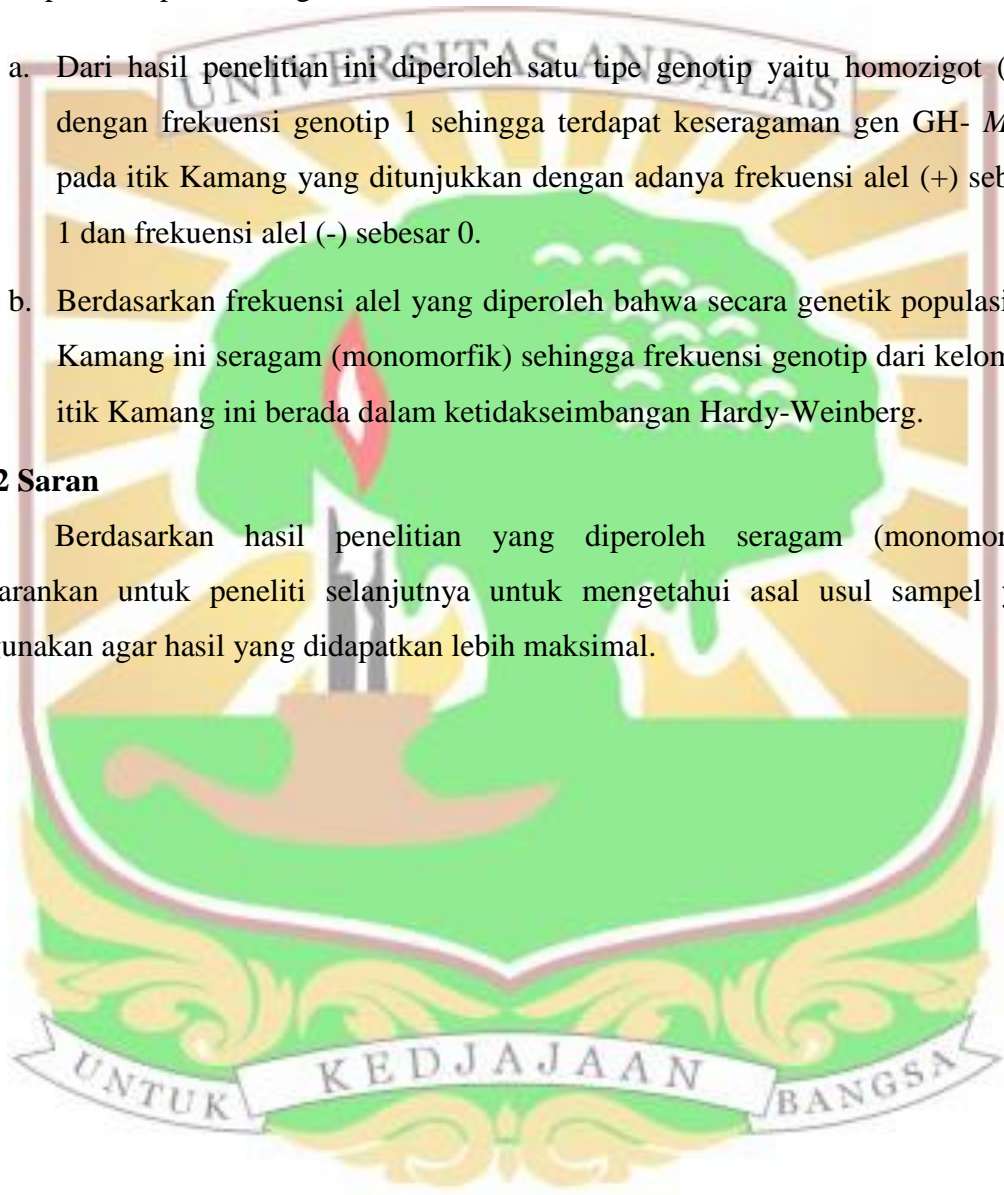 UNIVERSITAS ANDALAS
a. Dari hasil penelitian ini diperoleh satu tipe genotip yaitu homozigot (
dengan frekuensi genotip 1 sehingga terdapat keseragaman gen GH-
pada itik Kamang yang ditunjukkan dengan adanya frekuensi alel (+)
1 dan frekuensi alel (-) sebesar 0.
b. Berdasarkan frekuensi alel yang diperoleh bahwa secara genetik populasi
Kamang ini seragam (monomorfik) sehingga frekuensi genotip dari
itik Kamang ini berada dalam ketidakseimbangan Hardy-Weinberg.
2 Saran
Berdasarkan hasil penelitian yang diperoleh seragam
untuk peneliti selanjutnya untuk mengetahui asal usul sampel
agar hasil yang didapatkan lebih maksimal.
UNTUK KEDJAJAAN BANGSA